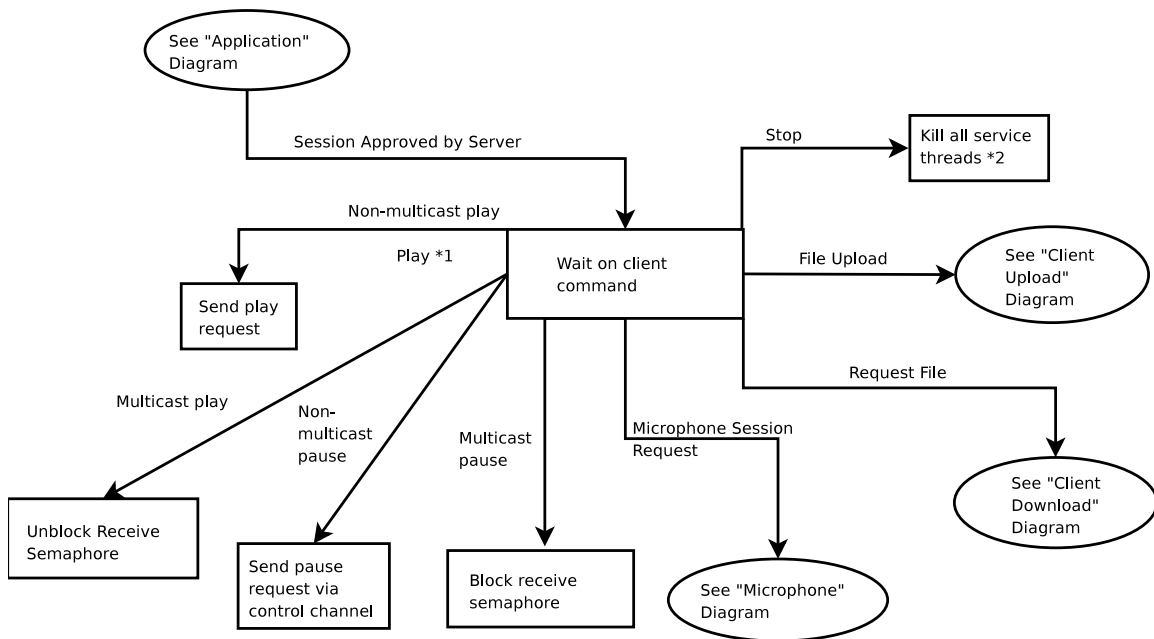 See "Application"
Diagram
Session Approved by Server
Stop
Kill all service
threads *2
Non-multicast play
Play *1
Wait on client
command
File Upload
See "Client
Upload"
Diagram
Send play
request
Request File
Multicast play
Non-
multicast
pause
Multicast
pause
Microphone Session
Request
See "Client
Download"
Diagram
Unblock Receive
Semaphore
Send pause
request via
control channel
Block receive
semaphore
See "Microphone"
Diagram